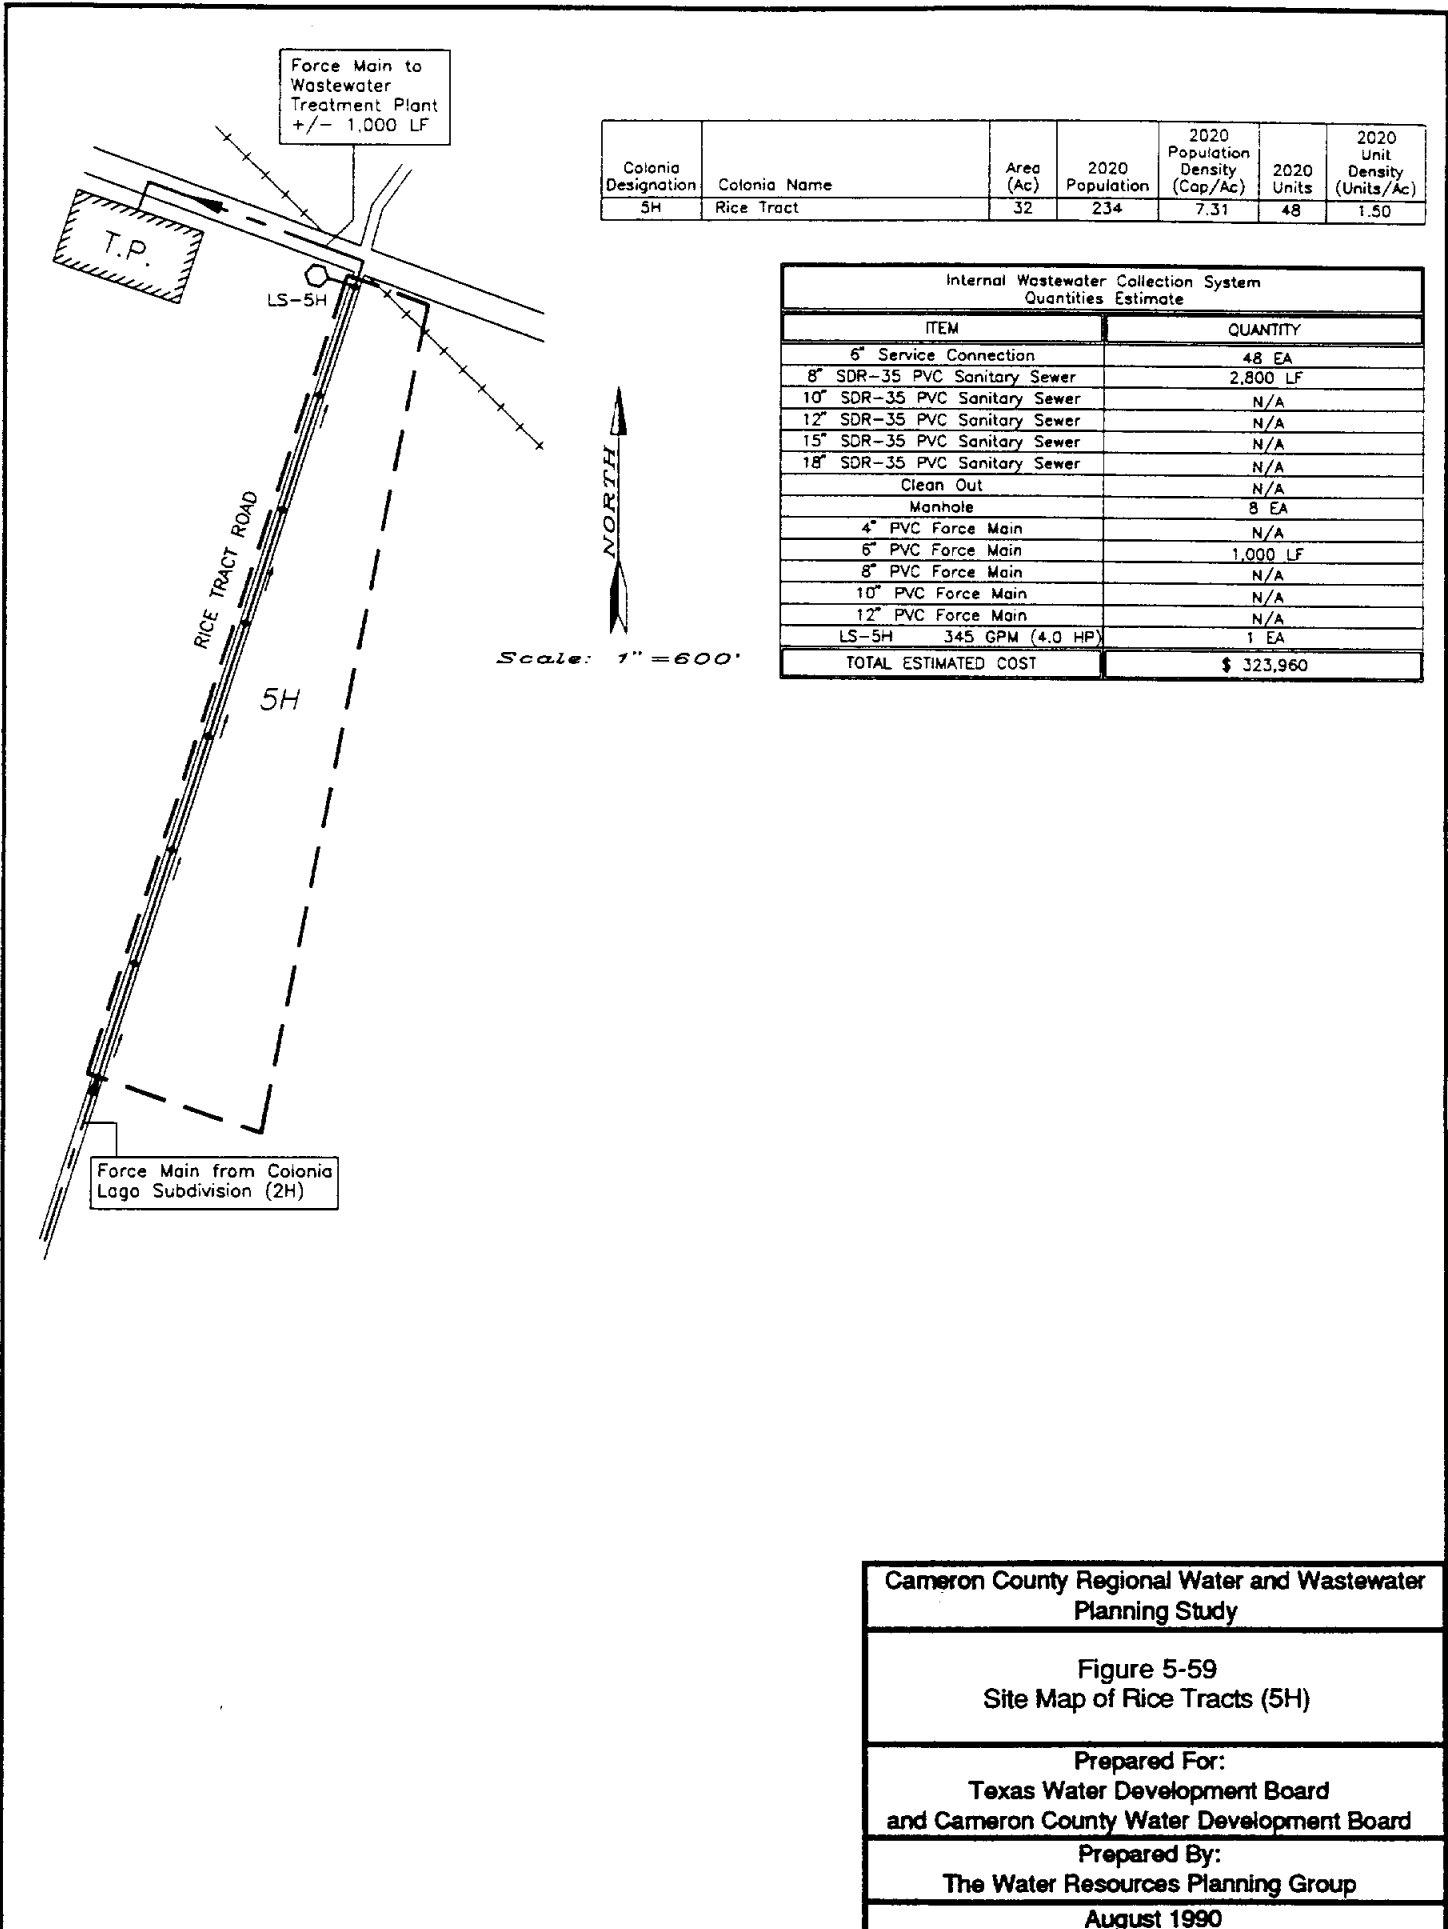 Force Main to
Wastewater
Treatment Plant
+/- 1,000 LF
T.P.
LS-5H
RICE TRACT ROAD
5H
NORTH
Scale: 1"=600'
Force Main from Colonia
Lago Subdivision (2H)
Colonia Designation Colonia Name Area (Ac) 2020 Population 2020 Population Density (Cap/Ac) 2020 Units 2020 Unit Density (Units/Ac)
5H Rice Tract 32 234 7.31 48 1.50
Internal Wastewater Collection System
Quantities Estimate
ITEM QUANTITY
6" Service Connection 48 EA
8" SDR-35 PVC Sanitary Sewer 2,800 LF
10" SDR-35 PVC Sanitary Sewer N/A
12" SDR-35 PVC Sanitary Sewer N/A
15" SDR-35 PVC Sanitary Sewer N/A
18" SDR-35 PVC Sanitary Sewer N/A
Clean Out N/A
Manhole 8 EA
4" PVC Force Main N/A
6" PVC Force Main 1,000 LF
8" PVC Force Main N/A
10" PVC Force Main N/A
12" PVC Force Main N/A
LS-5H 345 GPM (4.0 HP) 1 EA
TOTAL ESTIMATED COST $ 323,960
Cameron County Regional Water and Wastewater
Planning Study
Figure 5-59
Site Map of Rice Tracts (5H)
Prepared For:
Texas Water Development Board
and Cameron County Water Development Board
Prepared By:
The Water Resources Planning Group
August 1990